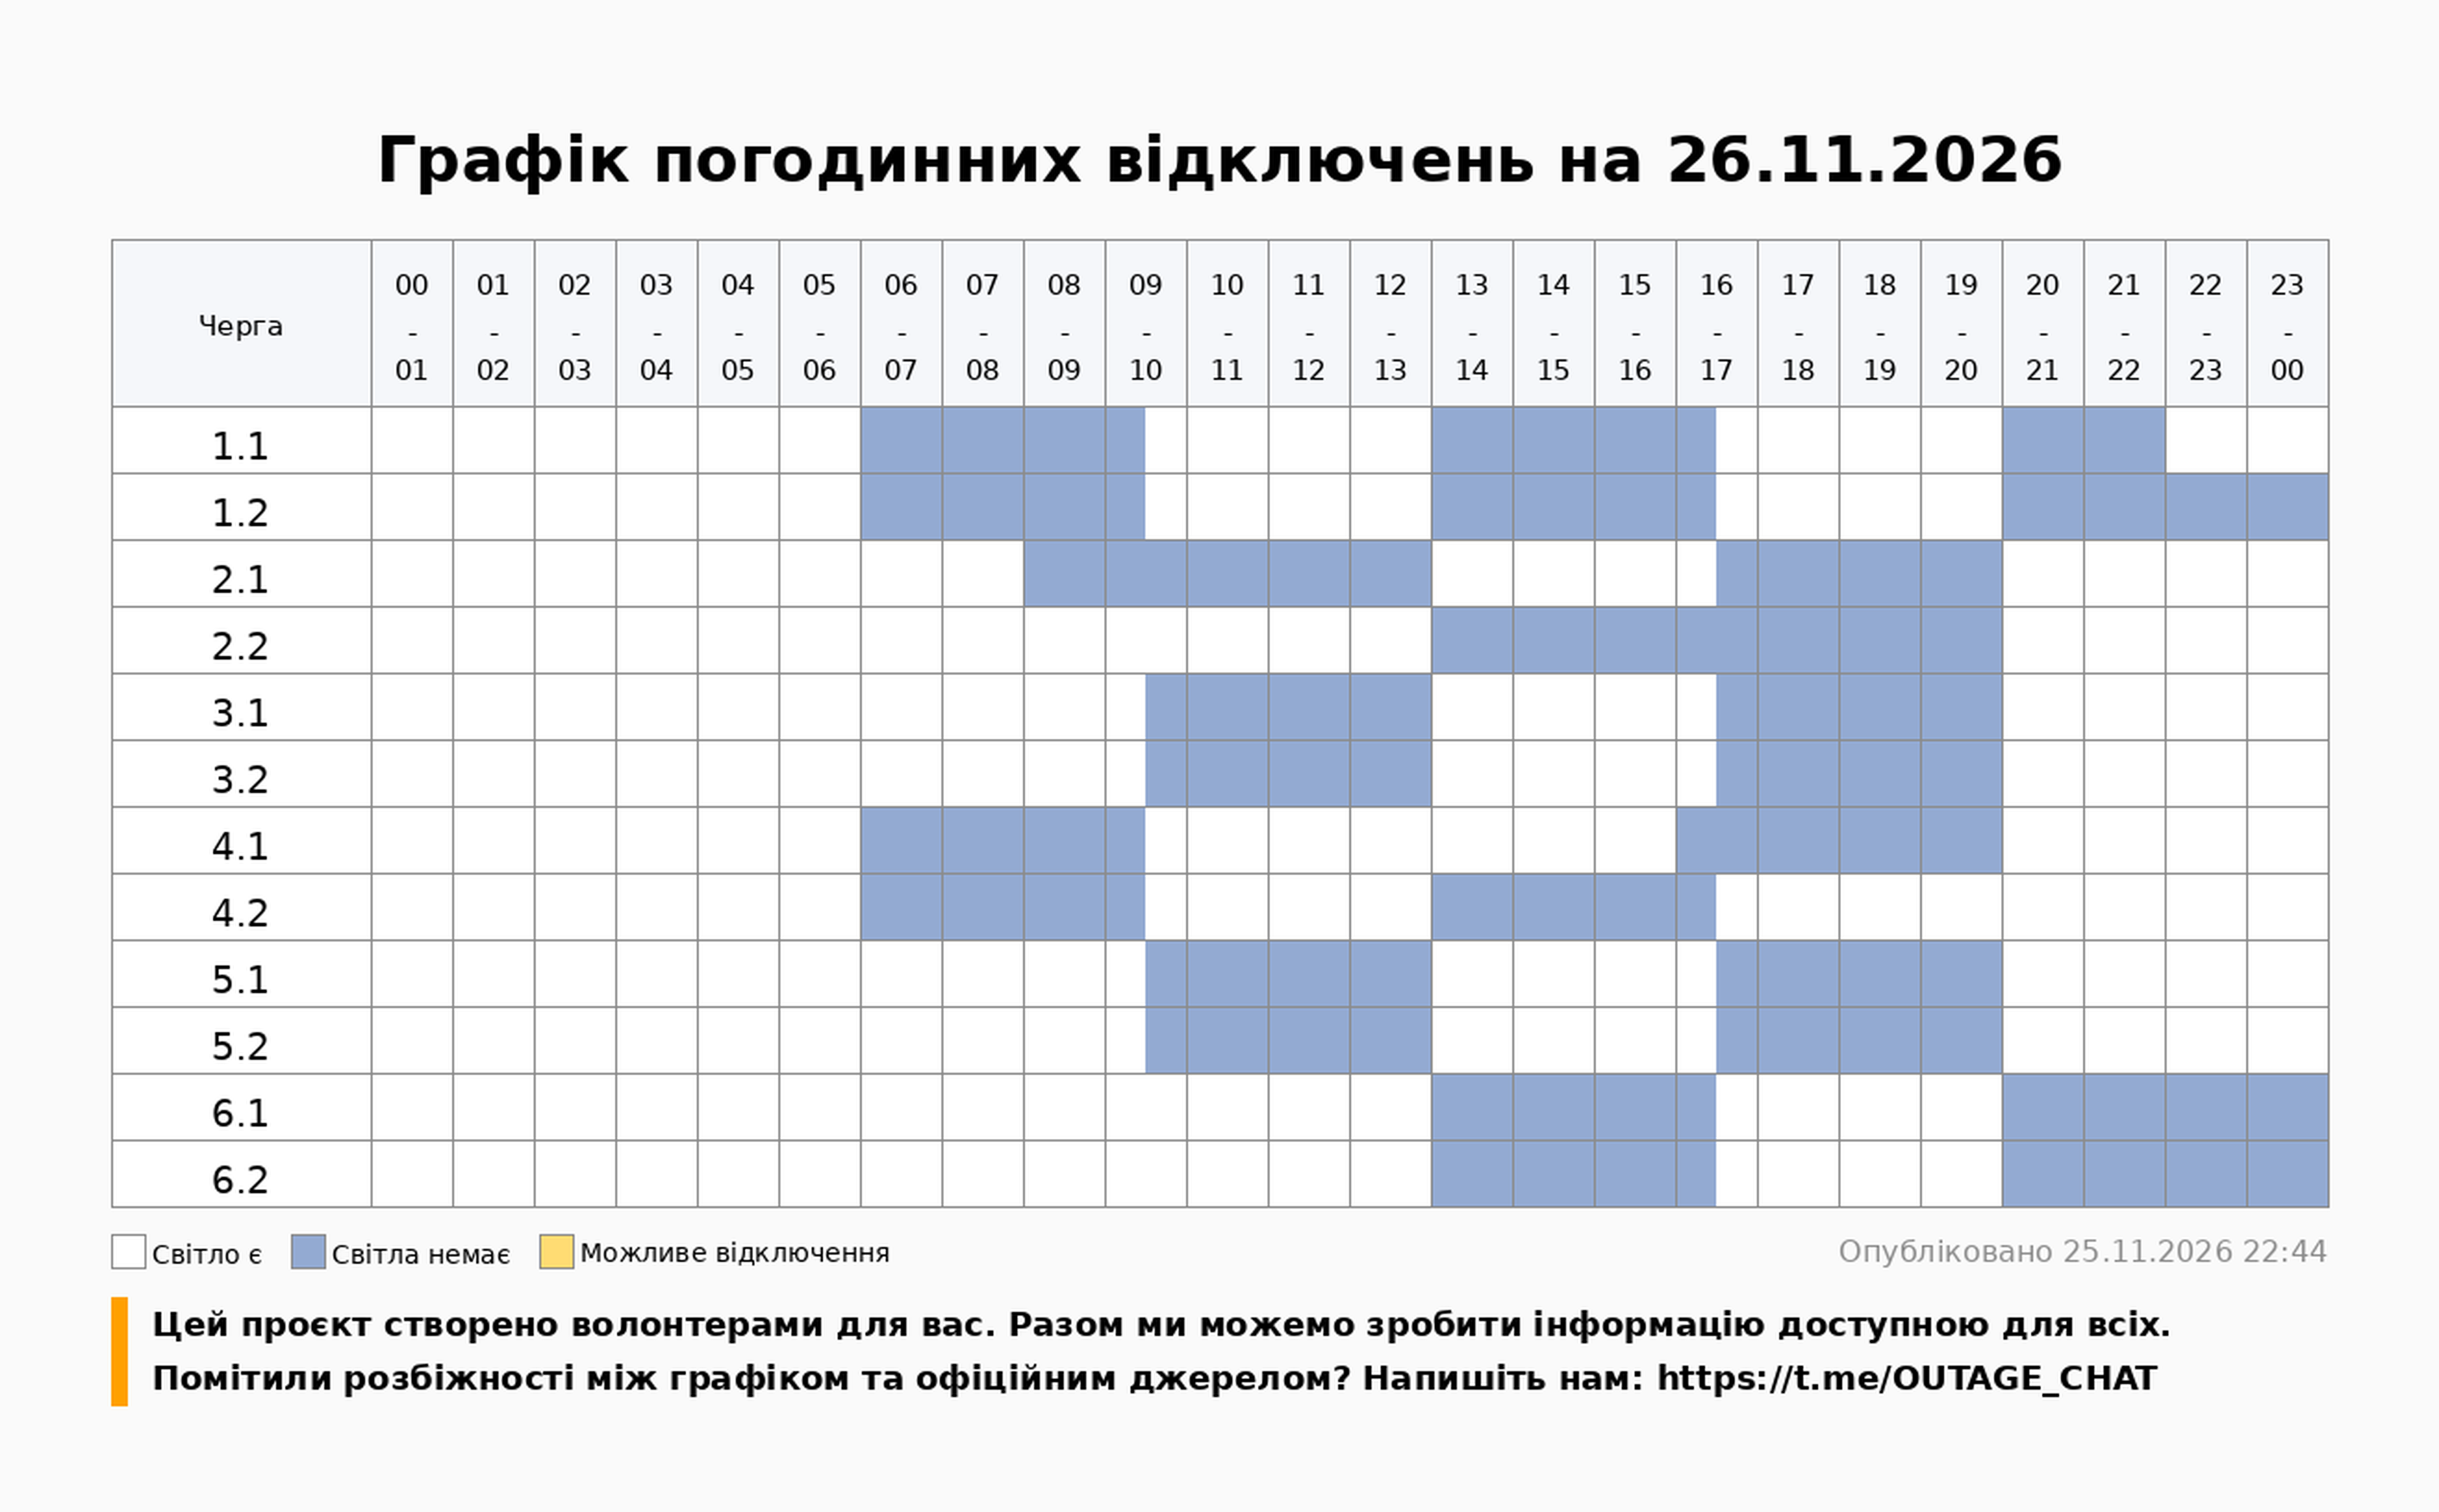 Графік погодинних відключень на 26.11.2026
Черга
00 - 01
01 - 02
02 - 03
03 - 04
04 - 05
05 - 06
06 - 07
07 - 08
08 - 09
09 - 10
10 - 11
11 - 12
12 - 13
13 - 14
14 - 15
15 - 16
16 - 17
17 - 18
18 - 19
19 - 20
20 - 21
21 - 22
22 - 23
23 - 00
1.1
1.2
2.1
2.2
3.1
3.2
4.1
4.2
5.1
5.2
6.1
6.2
Світло є
Світла немає
Можливе відключення
Опубліковано 25.11.2026 22:44
Цей проєкт створено волонтерами для вас. Разом ми можемо зробити інформацію доступною для всіх.
Помітили розбіжності між графіком та офіційним джерелом? Напишіть нам: https://t.me/OUTAGE_CHAT